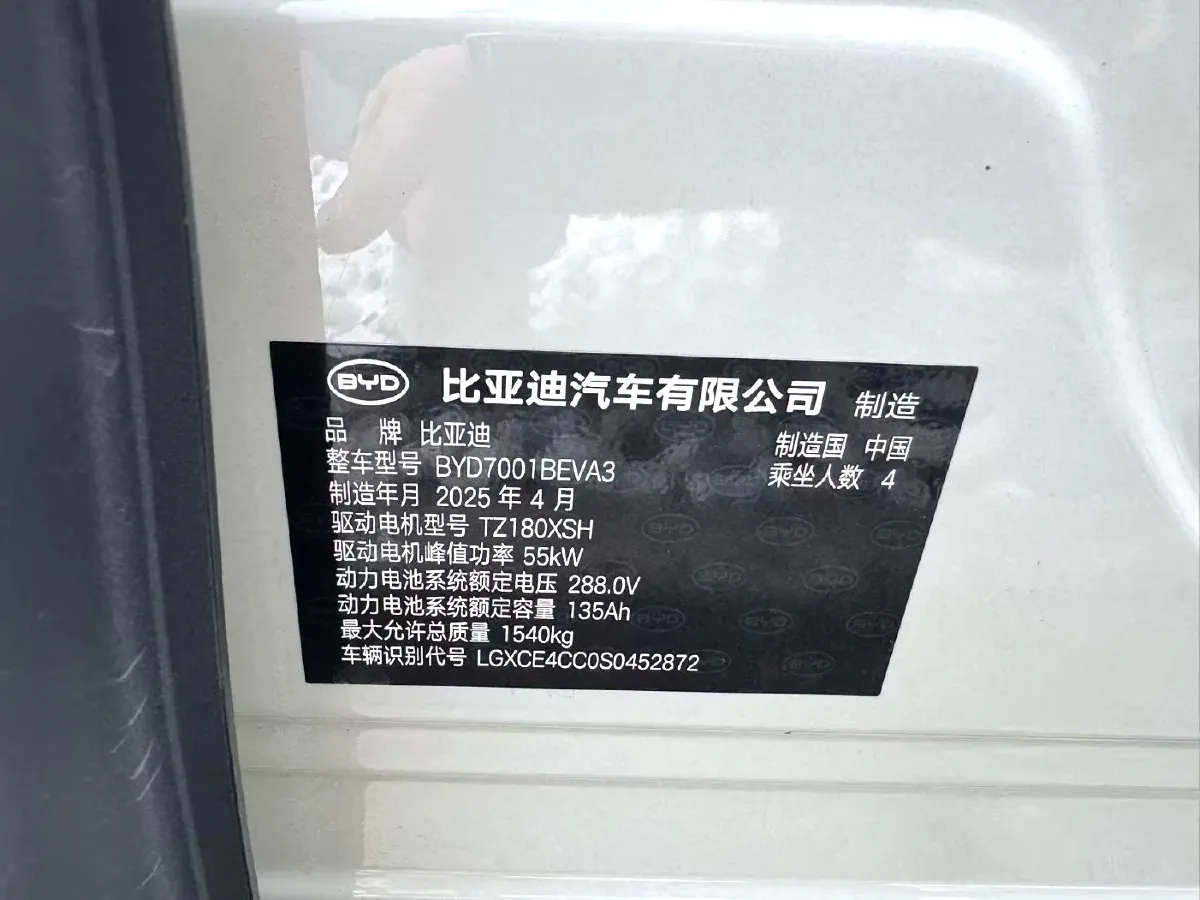 BYD 比亚迪汽车有限公司 制造
品 牌 比亚迪
制造国 中国
整车型号 BYD7001BEVA3
乘坐人数 4
制造年月 2025 年 4 月
驱动电机型号 TZ180XSH
驱动电机峰值功率 55kW
动力电池系统额定电压 288.0V
动力电池系统额定容量 135Ah
最大允许总质量 1540kg
车辆识别代号 LGXCE4CC0S0452872